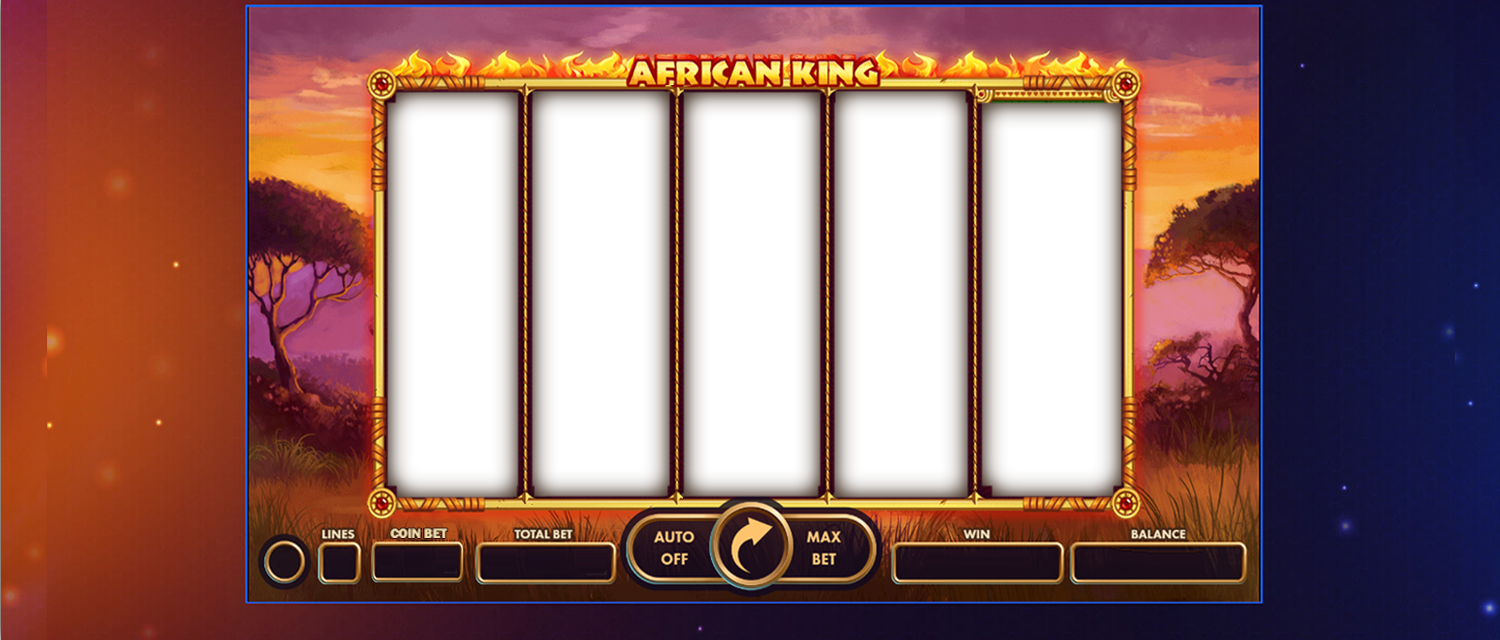 AFRICAN KING
LINES
COIN BET
TOTAL BET
AUTO
OFF
MAX
BET
WIN
BALANCE